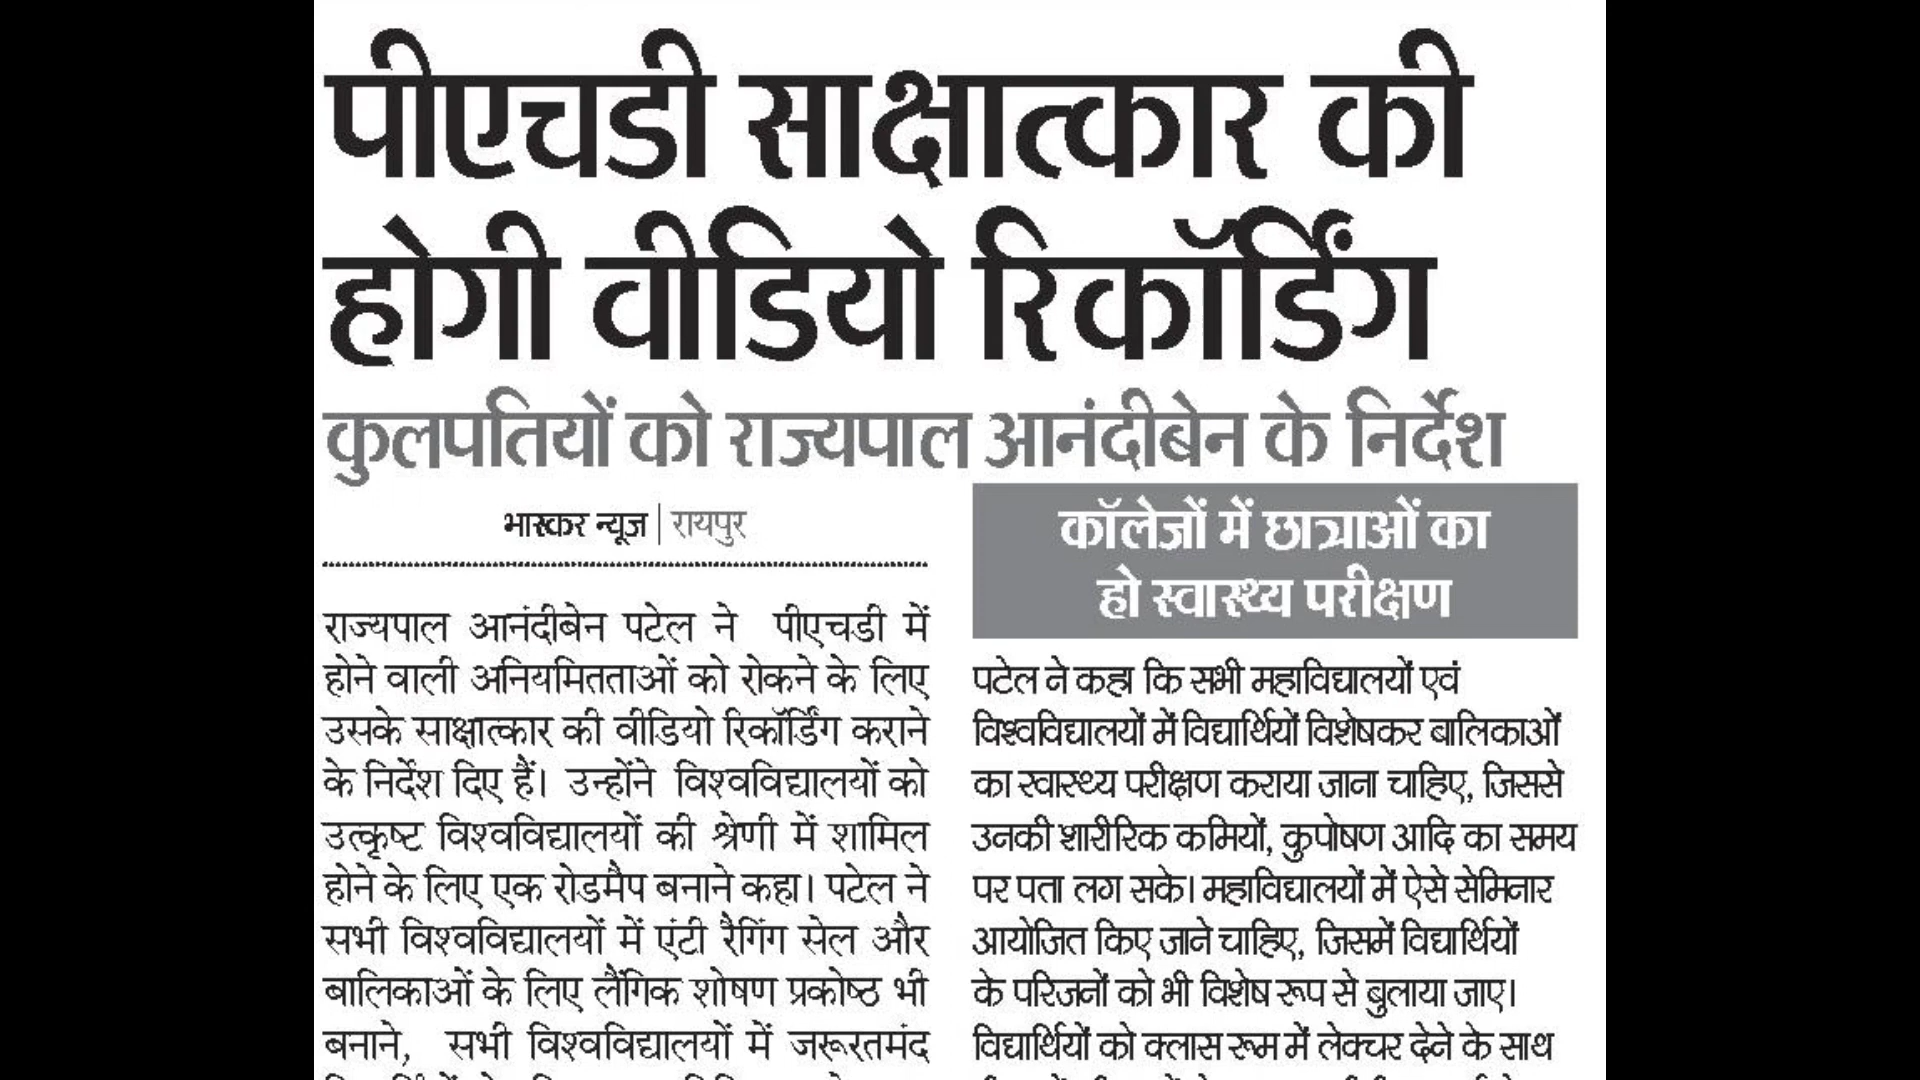 पीएचडी साक्षात्कार की
होगी वीडियो रिकॉर्डिंग
कुलपतियों को राज्यपाल आनंदीबेन के निर्देश
भास्कर न्यूज | रायपुर
राज्यपाल आनंदीबेन पटेल ने पीएचडी में
होने वाली अनियमितताओं को रोकने के लिए
उसके साक्षात्कार की वीडियो रिकॉर्डिंग कराने
के निर्देश दिए हैं। उन्होंने विश्वविद्यालयों को
उत्कृष्ट विश्वविद्यालयों की श्रेणी में शामिल
होने के लिए एक रोडमैप बनाने कहा। पटेल ने
सभी विश्वविद्यालयों में एंटी रैगिंग सेल और
बालिकाओं के लिए लैंगिक शोषण प्रकोष्ठ भी
बनाने, सभी विश्वविद्यालयों में जरूरतमंद
कॉलेजों में छात्राओं का
हो स्वास्थ्य परीक्षण
पटेल ने कहा कि सभी महाविद्यालयों एवं
विश्वविद्यालयों में विद्यार्थियों विशेषकर बालिकाओं
का स्वास्थ्य परीक्षण कराया जाना चाहिए, जिससे
उनकी शारीरिक कमियों, कुपोषण आदि का समय
पर पता लग सके। महाविद्यालयों में ऐसे सेमिनार
आयोजित किए जाने चाहिए, जिसमें विद्यार्थियों
के परिजनों को भी विशेष रूप से बुलाया जाए।
विद्यार्थियों को क्लास रूम में लेक्चर देने के साथ